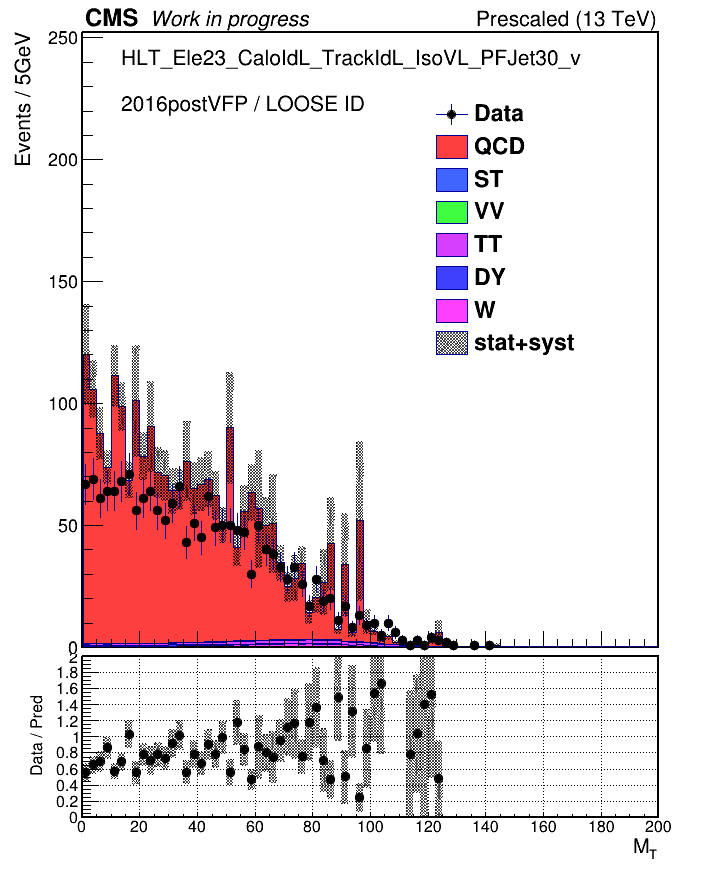 CMS Work in progress Prescaled (13 TeV)
Events / 5GeV
HLT_Ele23_CaloIdL_TrackIdL_IsoVL_PFJet30_v
2016postVFP / LOOSE ID
Data
QCD
ST
VV
TT
DY
W
stat+syst
250
200
150
100
50
0
Data / Pred
2
1.8
1.6
1.4
1.2
1
0.8
0.6
0.4
0.2
0
0 20 40 60 80 100 120 140 160 180 200
M_T